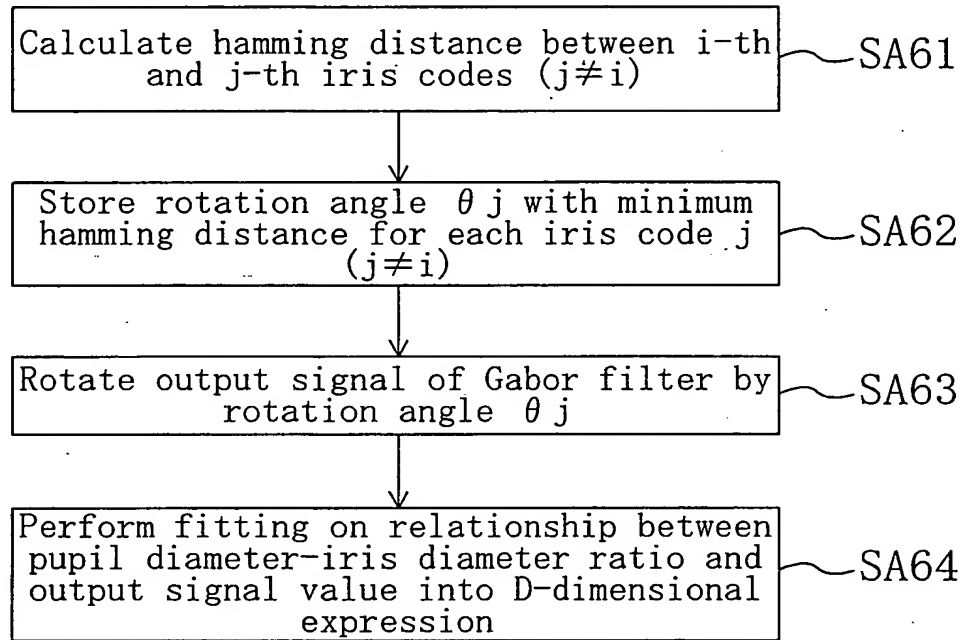 Calculate hamming distance between i-th
and j-th iris codes (j≠i)
SA61
Store rotation angle θ j with minimum
hamming distance for each iris code j
(j≠i)
SA62
Rotate output signal of Gabor filter by
rotation angle θ j
SA63
Perform fitting on relationship between
pupil diameter-iris diameter ratio and
output signal value into D-dimensional
expression
SA64